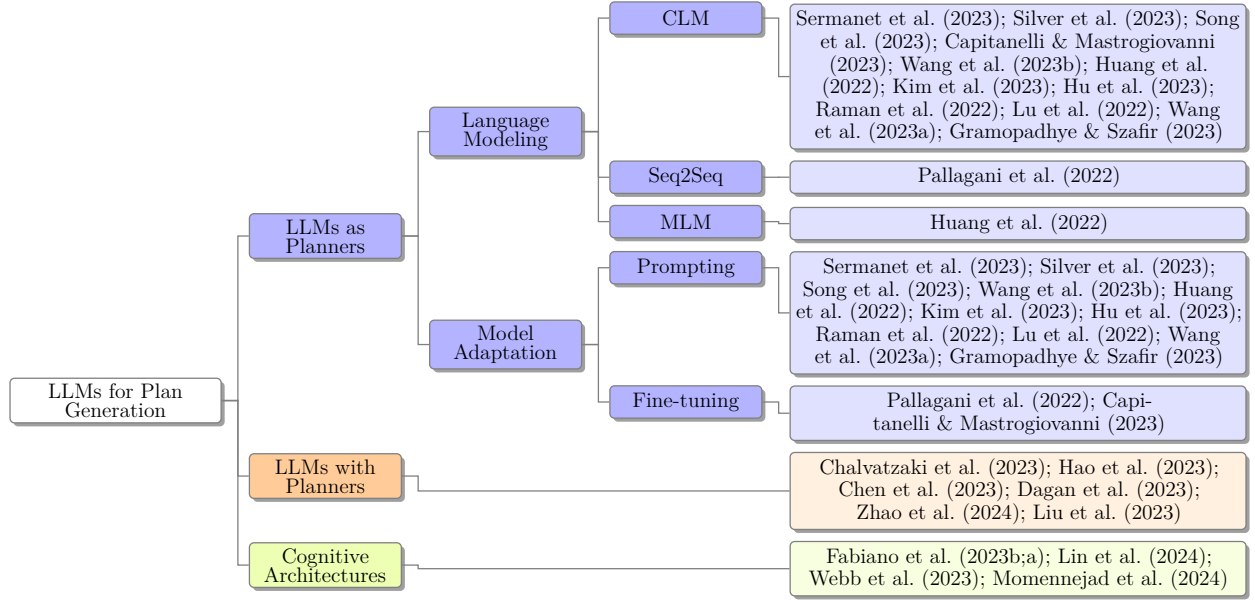 CLM
Sermanet et al. (2023); Silver et al. (2023); Song
et al. (2023); Capitanelli & Mastrogiovanni
(2023); Wang et al. (2023b); Huang et al.
(2022); Kim et al. (2023); Hu et al. (2023);
Raman et al. (2022); Lu et al. (2022); Wang
et al. (2023a); Gramopadhye & Szafir (2023)
Language
Modeling
Seq2Seq
Pallagani et al. (2022)
MLM
Huang et al. (2022)
LLMs as
Planners
Prompting
Sermanet et al. (2023); Silver et al. (2023);
Song et al. (2023); Wang et al. (2023b); Huang
et al. (2022); Kim et al. (2023); Hu et al. (2023);
Raman et al. (2022); Lu et al. (2022); Wang
et al. (2023a); Gramopadhye & Szafir (2023)
Model
Adaptation
Fine-tuning
Pallagani et al. (2022); Capi-
tanelli & Mastrogiovanni (2023)
LLMs for Plan
Generation
LLMs with
Planners
Chalvatzaki et al. (2023); Hao et al. (2023);
Chen et al. (2023); Dagan et al. (2023);
Zhao et al. (2024); Liu et al. (2023)
Cognitive
Architectures
Fabiano et al. (2023b;a); Lin et al. (2024);
Webb et al. (2023); Momennejad et al. (2024)